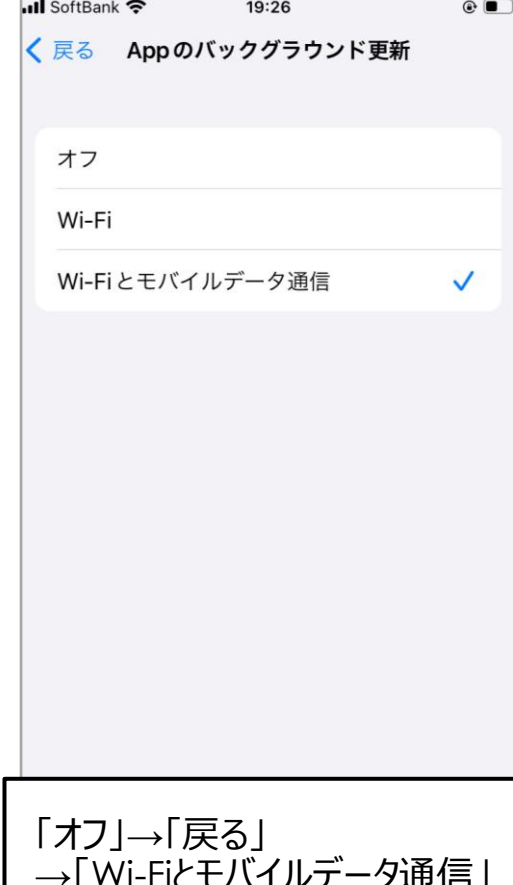 SoftBank 19:26
戻る Appのバックグラウンド更新
オフ
Wi-Fi
Wi-Fiとモバイルデータ通信
「オフ」→「戻る」
→「Wi-Fiとモバイルデータ通信」